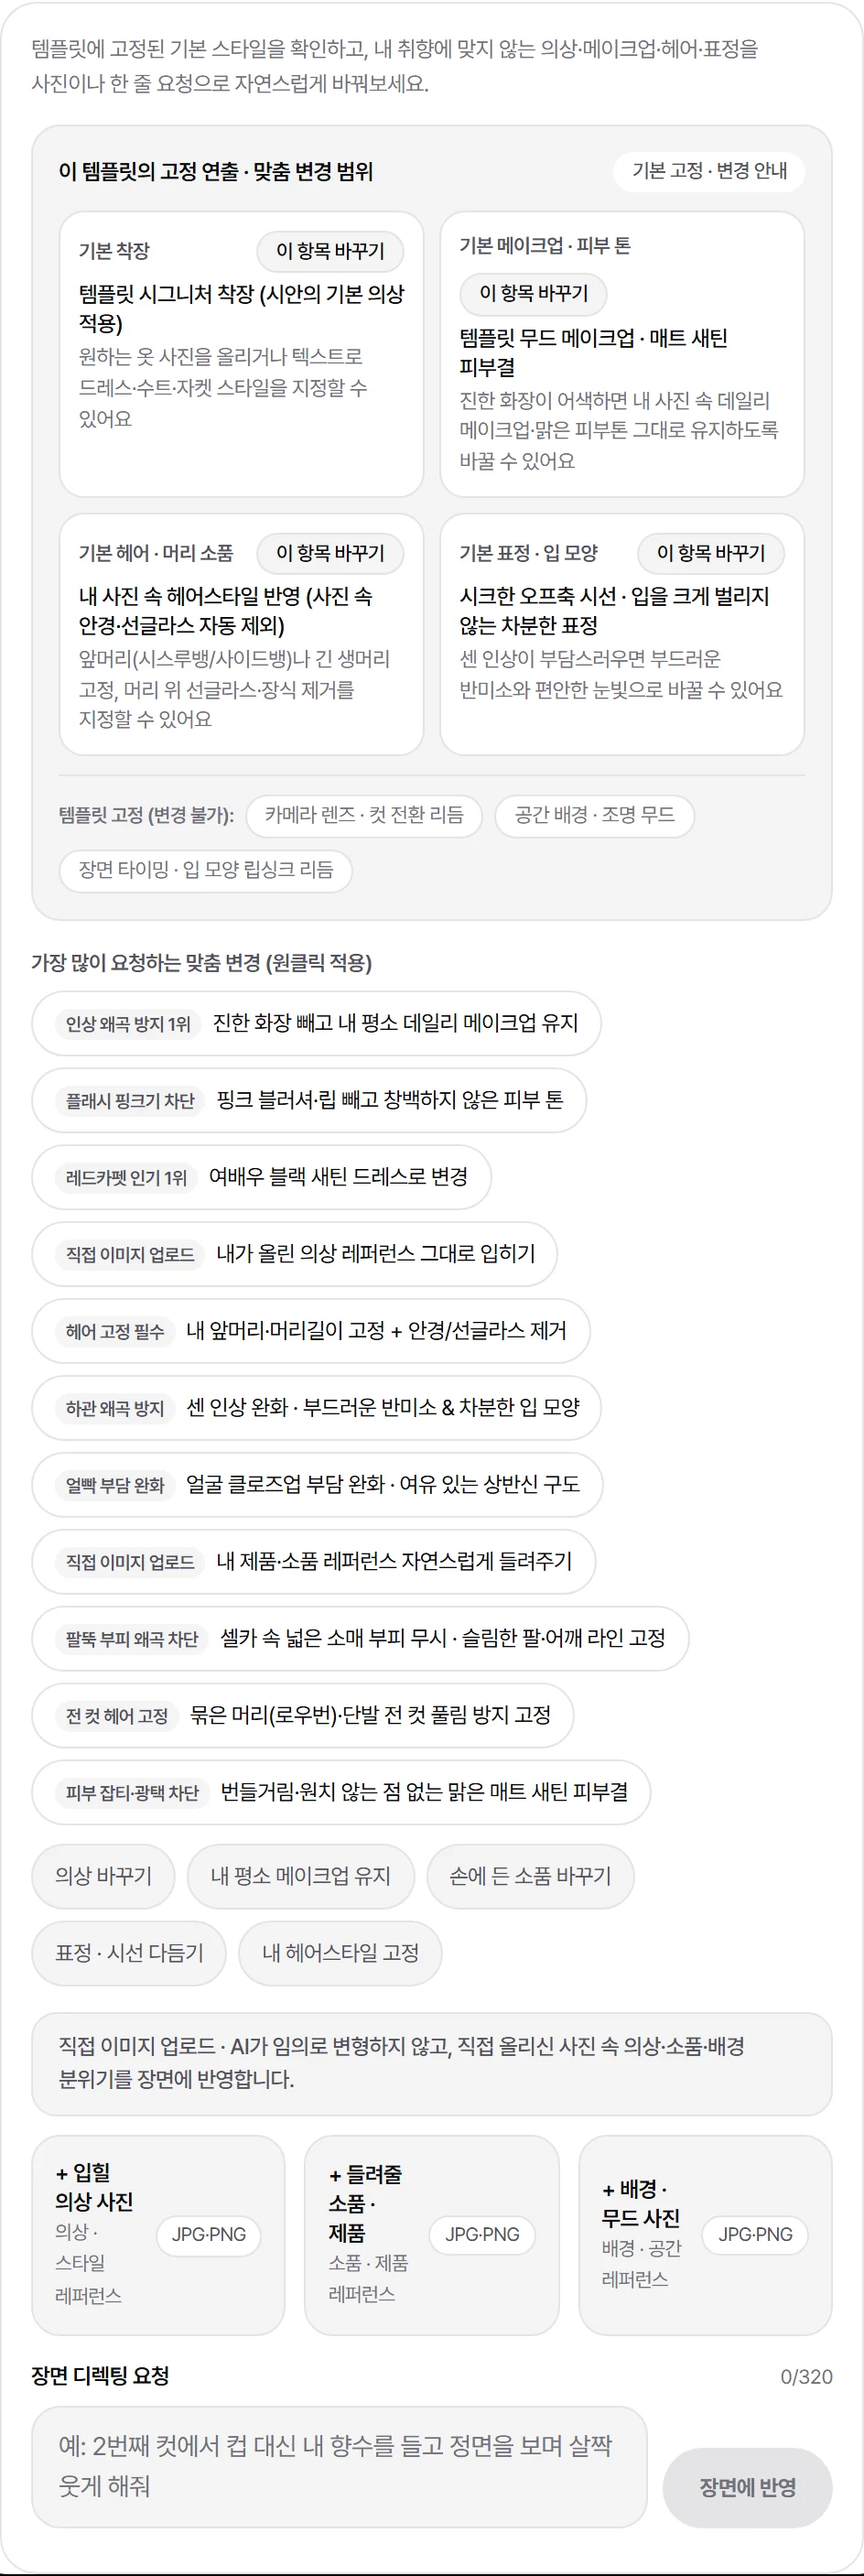 템플릿에 고정된 기본 스타일을 확인하고, 내 취향에 맞지 않는 의상·메이크업·헤어·표정을
사진이나 한 줄 요청으로 자연스럽게 바꿔보세요.
이 템플릿의 고정 연출 · 맞춤 변경 범위
기본 고정 · 변경 안내
기본 착장
이 항목 바꾸기
템플릿 시그니처 착장 (시안의 기본 의상
적용)
원하는 옷 사진을 올리거나 텍스트로
드레스·수트·자켓 스타일을 지정할 수
있어요
기본 메이크업 · 피부 톤
이 항목 바꾸기
템플릿 무드 메이크업 · 매트 새틴
피부결
진한 화장이 어색하면 내 사진 속 데일리
메이크업·맑은 피부톤 그대로 유지하도록
바꿀 수 있어요
기본 헤어 · 머리 소품
이 항목 바꾸기
내 사진 속 헤어스타일 반영 (사진 속
안경·선글라스 자동 제외)
앞머리(시스루뱅/사이드뱅)나 긴 생머리
고정, 머리 위 선글라스·장식 제거를
지정할 수 있어요
기본 표정 · 입 모양
이 항목 바꾸기
시크한 오프축 시선 · 입을 크게 벌리지
않는 차분한 표정
센 인상이 부담스러우면 부드러운
반미소와 편안한 눈빛으로 바꿀 수 있어요
템플릿 고정 (변경 불가):
카메라 렌즈 · 컷 전환 리듬
공간 배경 · 조명 무드
장면 타이밍 · 입 모양 립싱크 리듬
가장 많이 요청하는 맞춤 변경 (원클릭 적용)
인상 왜곡 방지 1위 진한 화장 빼고 내 평소 데일리 메이크업 유지
플래시 핑크기 차단 핑크 블러셔·립 빼고 창백하지 않은 피부 톤
레드카펫 인기 1위 여배우 블랙 새틴 드레스로 변경
직접 이미지 업로드 내가 올린 의상 레퍼런스 그대로 입히기
헤어 고정 필수 내 앞머리·머리길이 고정 + 안경/선글라스 제거
하관 왜곡 방지 센 인상 완화 · 부드러운 반미소 & 차분한 입 모양
얼빡 부담 완화 얼굴 클로즈업 부담 완화 · 여유 있는 상반신 구도
직접 이미지 업로드 내 제품·소품 레퍼런스 자연스럽게 들려주기
팔뚝 부피 왜곡 차단 셀카 속 넓은 소매 부피 무시 · 슬림한 팔·어깨 라인 고정
전 컷 헤어 고정 묶은 머리(로우번)·단발 전 컷 풀림 방지 고정
피부 잡티·광택 차단 번들거림·원치 않는 점 없는 맑은 매트 새틴 피부결
의상 바꾸기
내 평소 메이크업 유지
손에 든 소품 바꾸기
표정 · 시선 다듬기
내 헤어스타일 고정
직접 이미지 업로드 · AI가 임의로 변형하지 않고, 직접 올리신 사진 속 의상·소품·배경
분위기를 장면에 반영합니다.
+ 입힐
의상 사진
의상 ·
스타일
레퍼런스
JPG·PNG
+ 들려줄
소품 ·
제품
소품 · 제품
레퍼런스
JPG·PNG
+ 배경 ·
무드 사진
배경 · 공간
레퍼런스
JPG·PNG
장면 디렉팅 요청
0/320
예: 2번째 컷에서 컵 대신 내 향수를 들고 정면을 보며 살짝
웃게 해줘
장면에 반영